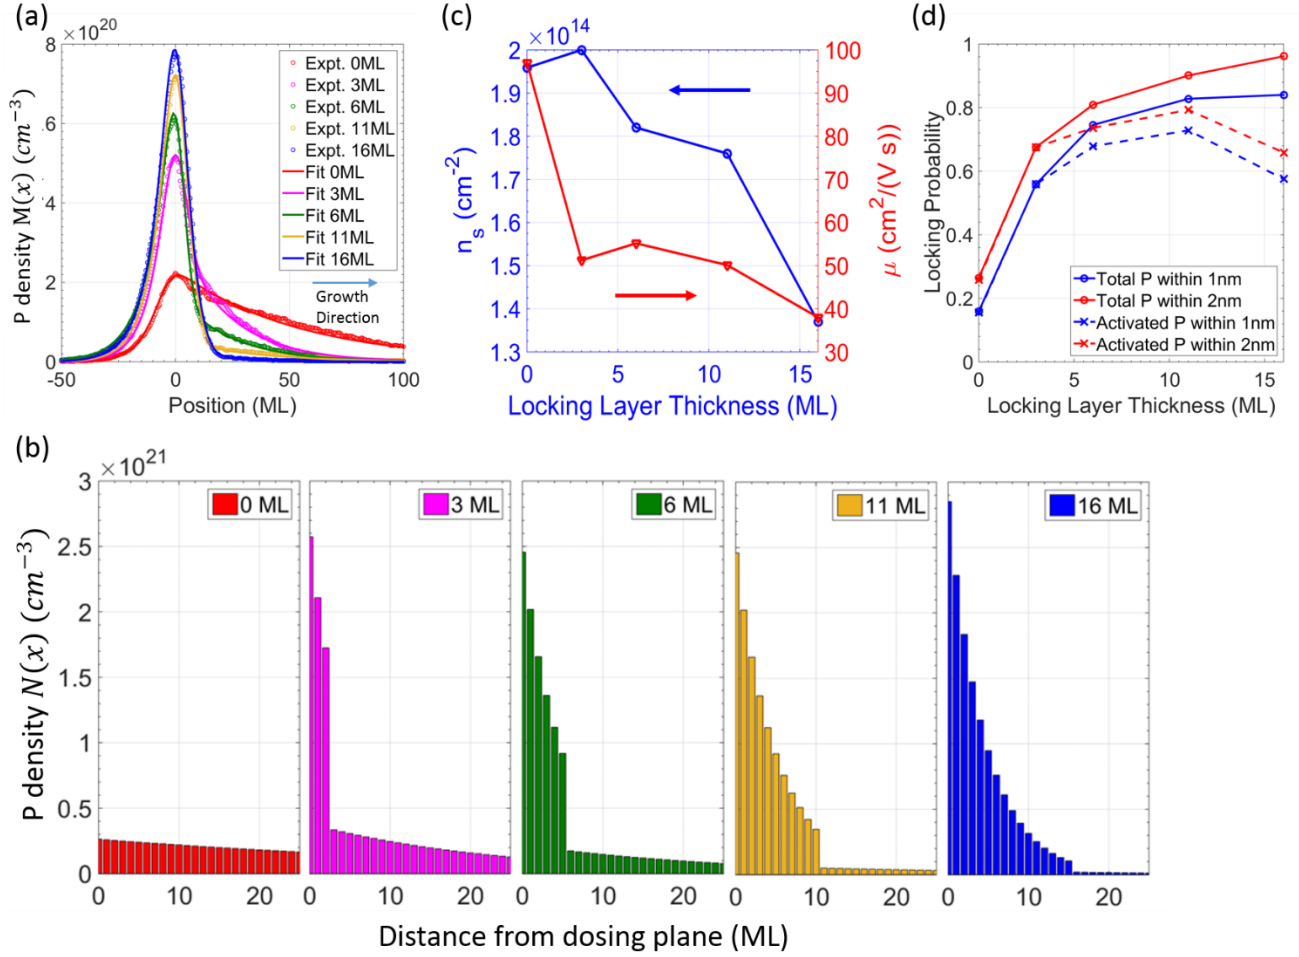 (a)
×10^20
8
6
4
2
0
P density M(x) (cm^−3)
Expt. 0ML
Expt. 3ML
Expt. 6ML
Expt. 11ML
Expt. 16ML
Fit 0ML
Fit 3ML
Fit 6ML
Fit 11ML
Fit 16ML
Growth
Direction
-50 0 50 100
Position (ML)
(c)
×10^14
2
1.9
1.8
1.7
1.6
1.5
1.4
1.3
n_s (cm^-2)
100
90
80
70
60
50
40
30
μ (cm^2/(V s))
0 5 10 15
Locking Layer Thickness (ML)
(d)
1
0.8
0.6
0.4
0.2
0
Locking Probability
Total P within 1nm
Total P within 2nm
Activated P within 1nm
Activated P within 2nm
0 5 10 15
Locking Layer Thickness (ML)
(b)
×10^21
3
2.5
2
1.5
1
0.5
0
P density N(x) (cm^−3)
0 ML
3 ML
6 ML
11 ML
16 ML
0 10 20 0 10 20 0 10 20 0 10 20 0 10 20
Distance from dosing plane (ML)